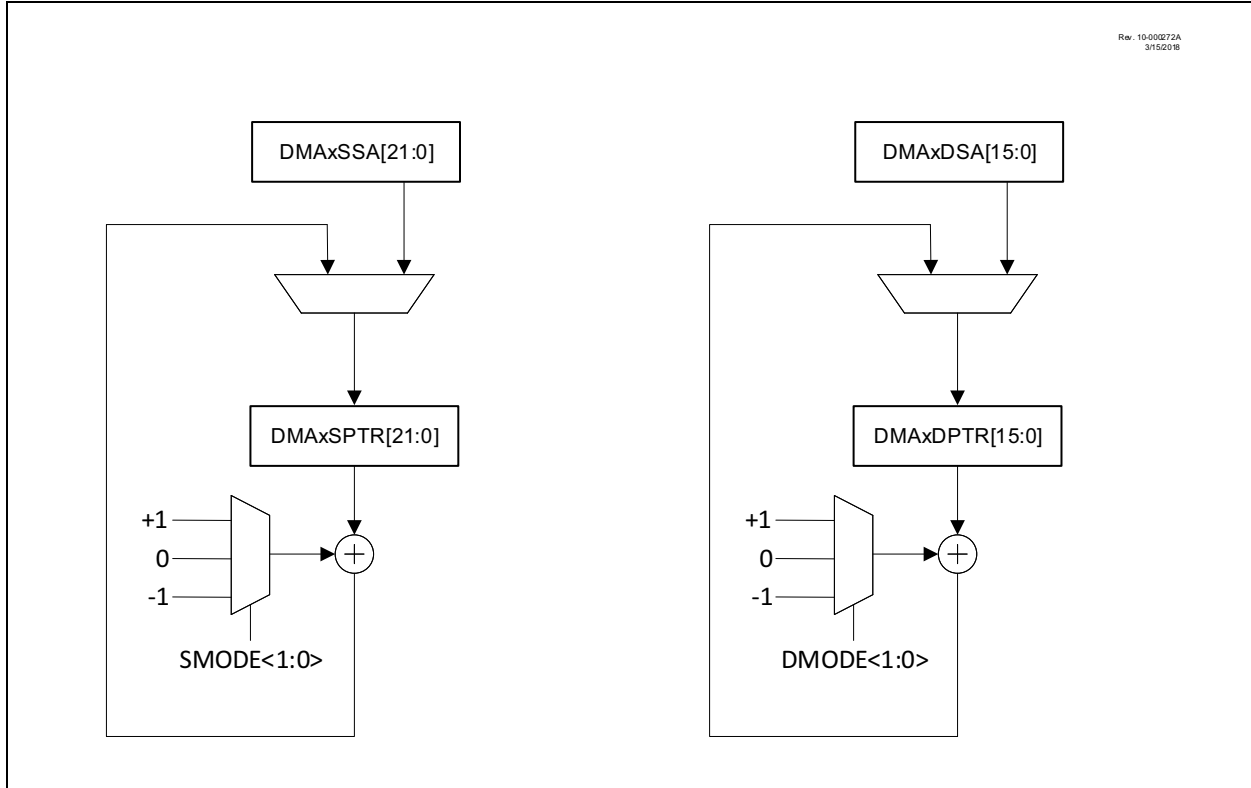 Rev. 10-000272A
3/15/2018
DMAxSSA[21:0]
DMAxSPTR[21:0]
+1
0
-1
SMODE<1:0>
DMAxDSA[15:0]
DMAxDPTR[15:0]
+1
0
-1
DMODE<1:0>